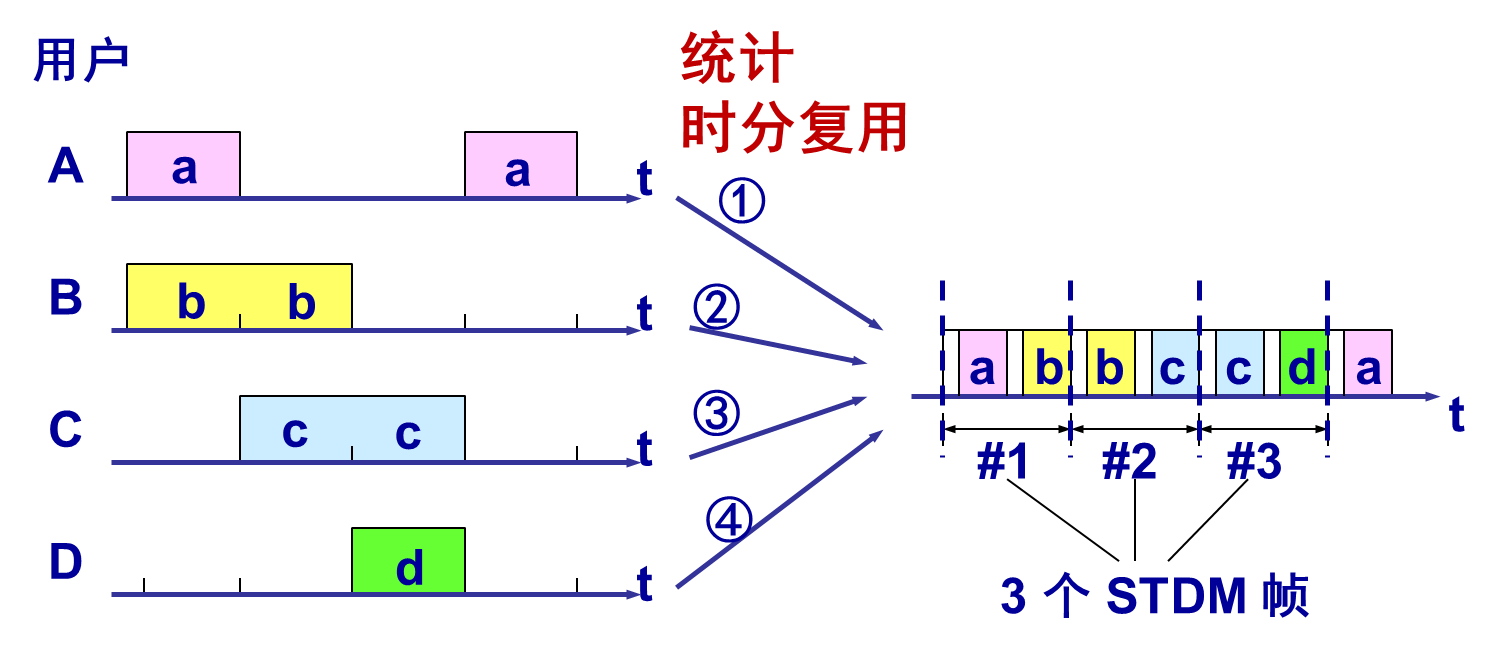 用户
统计
时分复用
A a a t
①
B b b t
②
C c c t
③
D d t
④
a b b c c d a
t
#1 #2 #3
3 个 STDM 帧